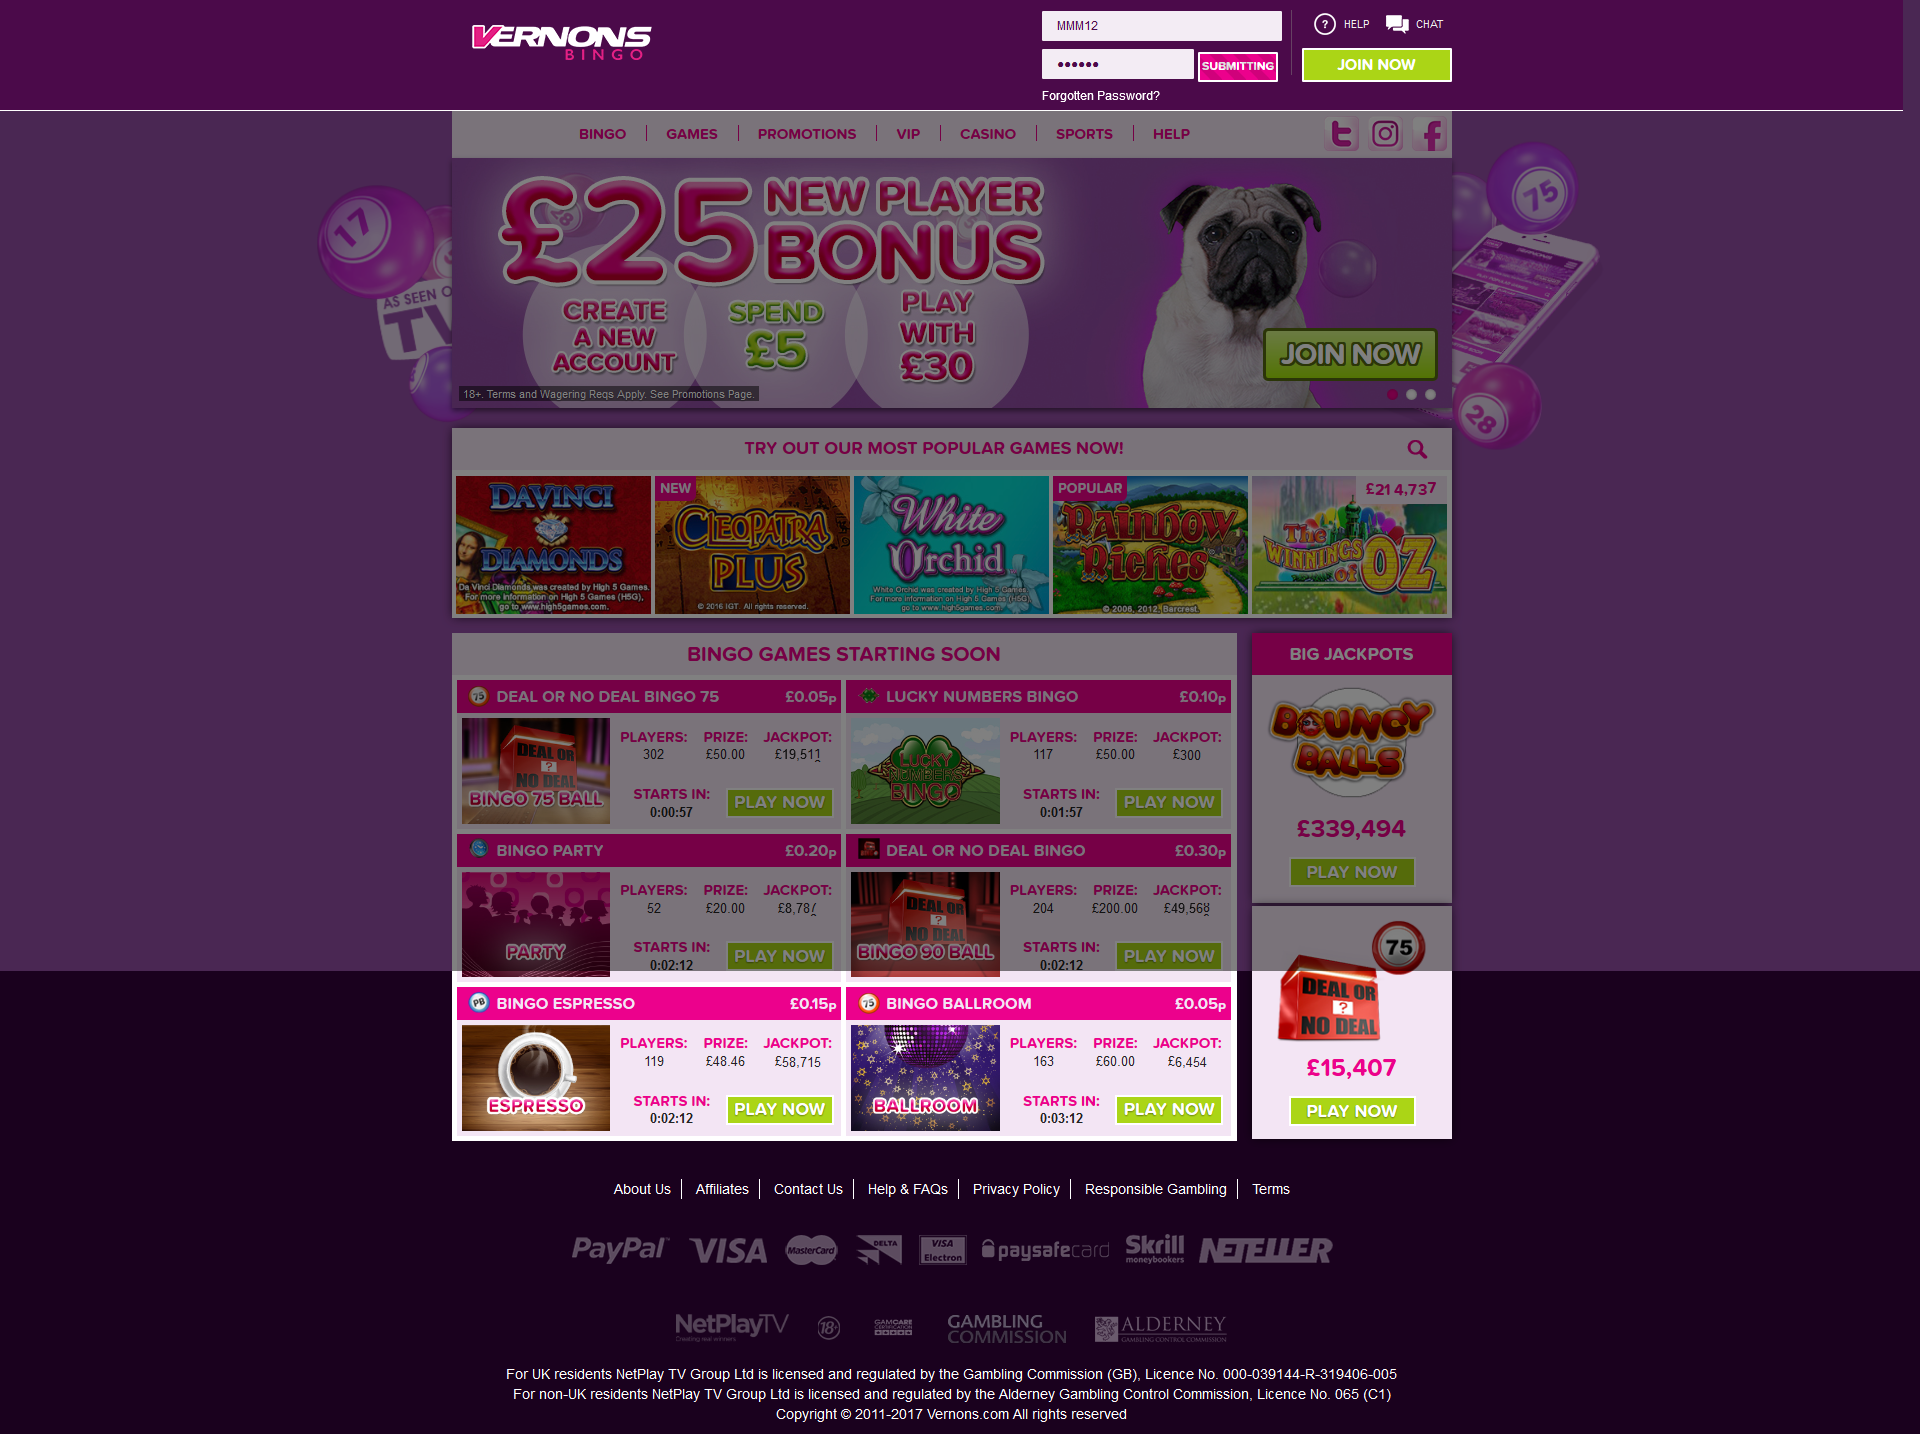 VERNONS
BINGO
MMM12
••••••
SUBMITTING
Forgotten Password?
HELP
CHAT
JOIN NOW
BINGO
GAMES
PROMOTIONS
VIP
CASINO
SPORTS
HELP
£25 NEW PLAYER BONUS
CREATE A NEW ACCOUNT
SPEND £5
PLAY WITH £30
JOIN NOW
18+. Terms and Wagering Reqs Apply. See Promotions Page.
17
AS SEEN ON
TV
28
75
28
TRY OUT OUR MOST POPULAR GAMES NOW!
DAVINCI
DIAMONDS
Da Vinci Diamonds was created by High 5 Games.
For more information on High 5 Games (H5G),
go to www.high5games.com.
NEW
CLEOPATRA
PLUS
© 2016 IGT. All rights reserved.
White
Orchid
White Orchid was created by High 5 Games.
For more information on High 5 Games (H5G),
go to www.high5games.com
POPULAR
Rainbow
Riches
© 2006, 2012, Barcrest.
£214,737
The
WINNINGS
of OZ
BINGO GAMES STARTING SOON
75 DEAL OR NO DEAL BINGO 75 £0.05p
DEAL OR
?
NO DEAL
BINGO 75 BALL
PLAYERS: PRIZE: JACKPOT:
302 £50.00 £19,511
STARTS IN:
0:00:57
PLAY NOW
LUCKY NUMBERS BINGO £0.10p
LUCKY
NUMBERS
BINGO
PLAYERS: PRIZE: JACKPOT:
117 £50.00 £300
STARTS IN:
0:01:57
PLAY NOW
BINGO PARTY £0.20p
PARTY
PLAYERS: PRIZE: JACKPOT:
52 £20.00 £8,787
STARTS IN:
0:02:12
PLAY NOW
DEAL OR NO DEAL BINGO £0.30p
DEAL OR
?
NO DEAL
BINGO 90 BALL
PLAYERS: PRIZE: JACKPOT:
204 £200.00 £49,568
STARTS IN:
0:02:12
PLAY NOW
PB BINGO ESPRESSO £0.15p
ESPRESSO
PLAYERS: PRIZE: JACKPOT:
119 £48.46 £58,715
STARTS IN:
0:02:12
PLAY NOW
75 BINGO BALLROOM £0.05p
BALLROOM
PLAYERS: PRIZE: JACKPOT:
163 £60.00 £6,454
STARTS IN:
0:03:12
PLAY NOW
BIG JACKPOTS
BOUNCY
BALLS
£339,494
PLAY NOW
75
DEAL OR
?
NO DEAL
£15,407
PLAY NOW
About Us
Affiliates
Contact Us
Help & FAQs
Privacy Policy
Responsible Gambling
Terms
PayPal
VISA
MasterCard
DELTA
VISA
Electron
paysafecard
Skrill
moneybookers
NETELLER
NetPlayTV
Creating real winners
18+
GAMCARE
CERTIFICATION
GAMBLING
COMMISSION
ALDERNEY
GAMBLING CONTROL COMMISSION
For UK residents NetPlay TV Group Ltd is licensed and regulated by the Gambling Commission (GB), Licence No. 000-039144-R-319406-005
For non-UK residents NetPlay TV Group Ltd is licensed and regulated by the Alderney Gambling Control Commission, Licence No. 065 (C1)
Copyright © 2011-2017 Vernons.com All rights reserved